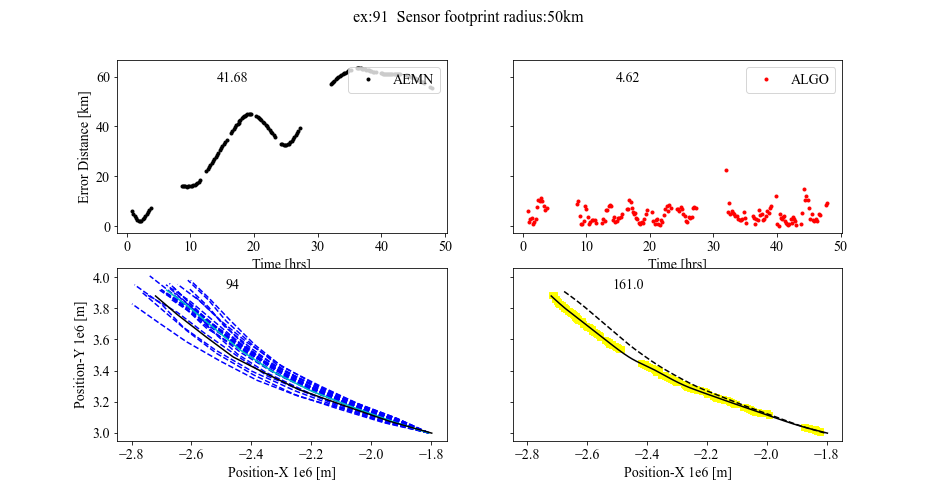 ex:91  Sensor footprint radius:50km
41.68
AEMN
Error Distance [km]
60
40
20
0
0 10 20 30 40 50
Time [hrs]
4.62
ALGO
0 10 20 30 40 50
Time [hrs]
94
Position-Y 1e6 [m]
4.0
3.8
3.6
3.4
3.2
3.0
−2.8 −2.6 −2.4 −2.2 −2.0 −1.8
Position-X 1e6 [m]
161.0
−2.8 −2.6 −2.4 −2.2 −2.0 −1.8
Position-X 1e6 [m]